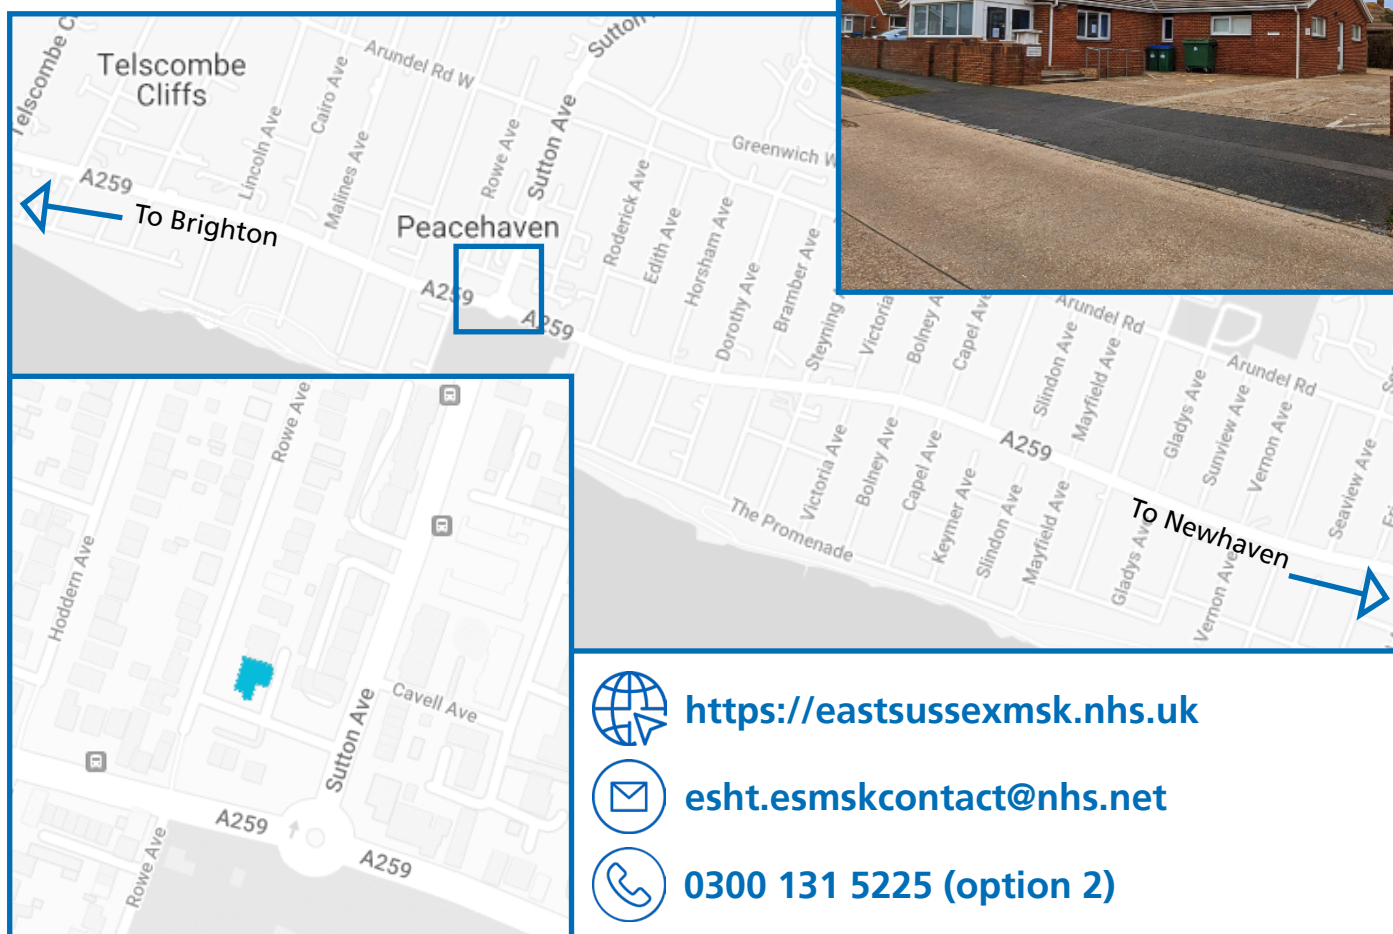 Telscombe
Cliffs
Arundel Rd W
Sutton
Cairo Ave
Lincoln Ave
Malines Ave
Rowe Ave
Sutton Ave
Greenwich W
A259
To Brighton
Peacehaven
Roderick Ave
Edith Ave
Horsham Ave
Dorothy Ave
Bramber Ave
Steyning
Victoria
Bolney A
Capel Ave
A259
A259
Arundel Rd
Arundel Rd
Slindon Ave
Mayfield Ave
Gladys Ave
Sunview Ave
Vernon Ave
Seaview Ave
A259
Victoria Ave
Bolney Ave
Capel Ave
Keymer Ave
Slindon Ave
Mayfield Ave
Gladys Ave
Vernon Ave
The Promenade
To Newhaven
Rowe Ave
Hoddern Ave
Sutton Ave
Cavell Ave
A259
A259
Rowe Ave
https://eastsussexmsk.nhs.uk
esht.esmskcontact@nhs.net
0300 131 5225 (option 2)